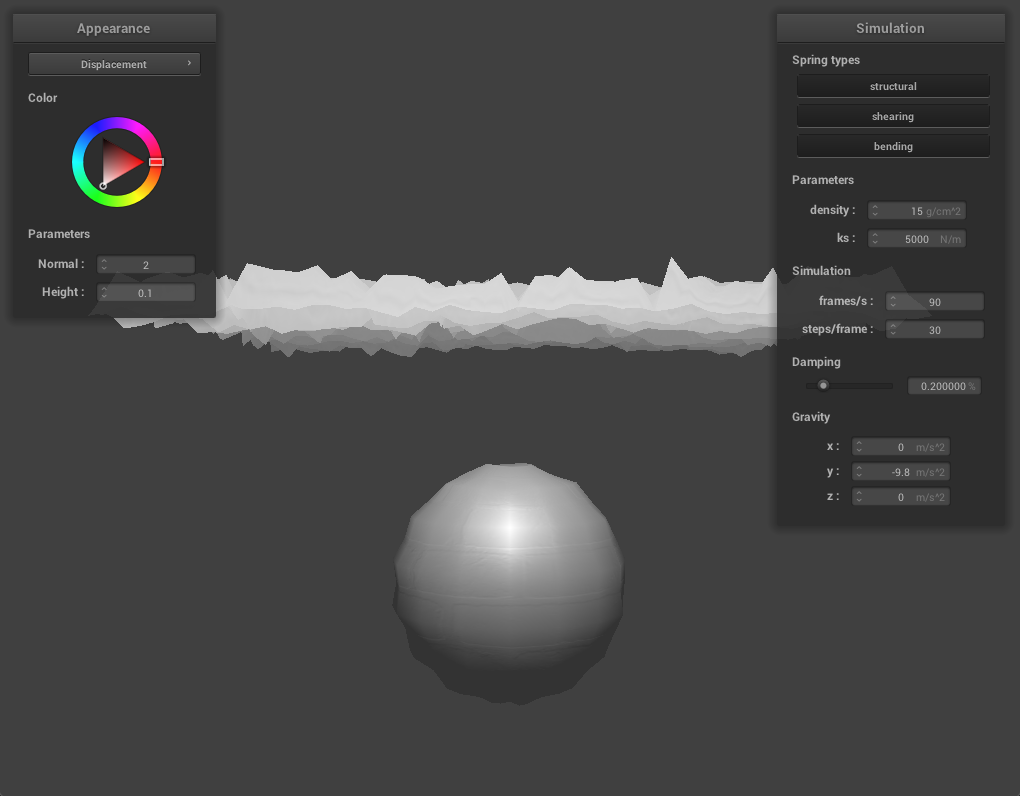 Appearance
Displacement
Color
Parameters
Normal : 2
Height : 0.1
Simulation
Spring types
structural
shearing
bending
Parameters
density : 15 g/cm^2
ks : 5000 N/m
Simulation
frames/s : 90
steps/frame : 30
Damping
0.200000 %
Gravity
x : 0 m/s^2
y : -9.8 m/s^2
z : 0 m/s^2